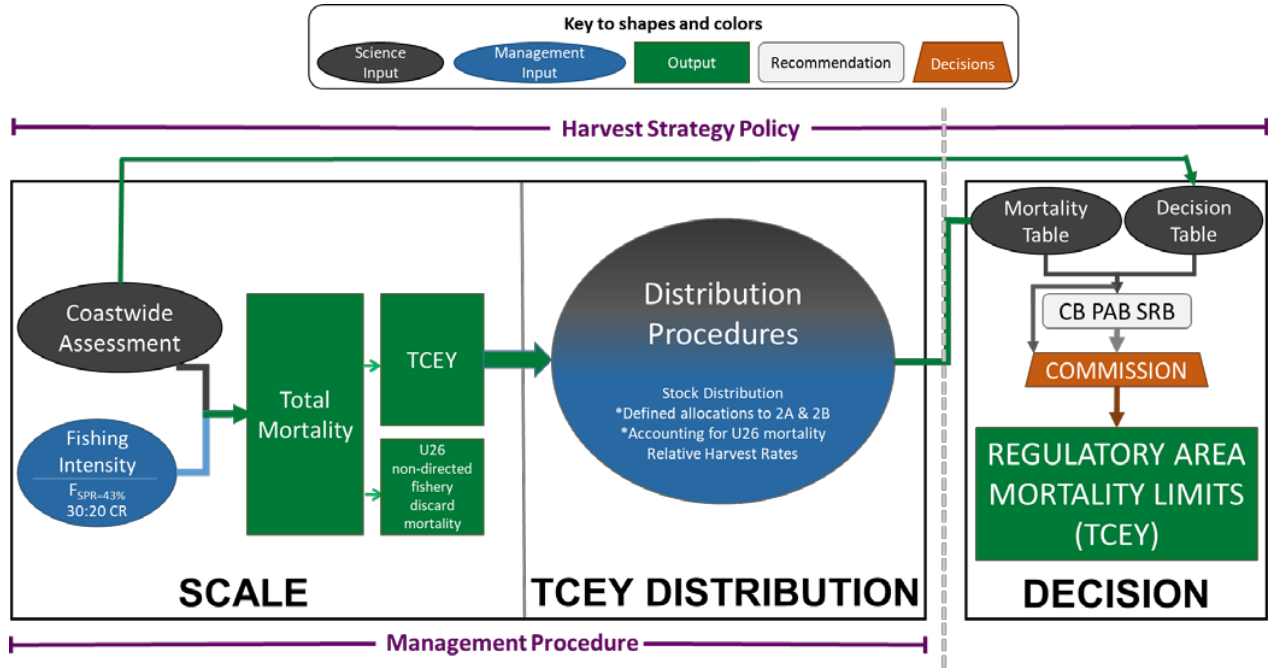 Key to shapes and colors
Science
Input
Management
Input
Output
Recommendation
Decisions
Harvest Strategy Policy
Coastwide
Assessment
Fishing
Intensity
F_SPR=43%
30:20 CR
Total
Mortality
TCEY
U26
non-directed
fishery
discard
mortality
SCALE
Distribution
Procedures
Stock Distribution
*Defined allocations to 2A & 2B
*Accounting for U26 mortality
Relative Harvest Rates
TCEY DISTRIBUTION
Mortality
Table
Decision
Table
CB PAB SRB
COMMISSION
REGULATORY AREA
MORTALITY LIMITS
(TCEY)
DECISION
Management Procedure